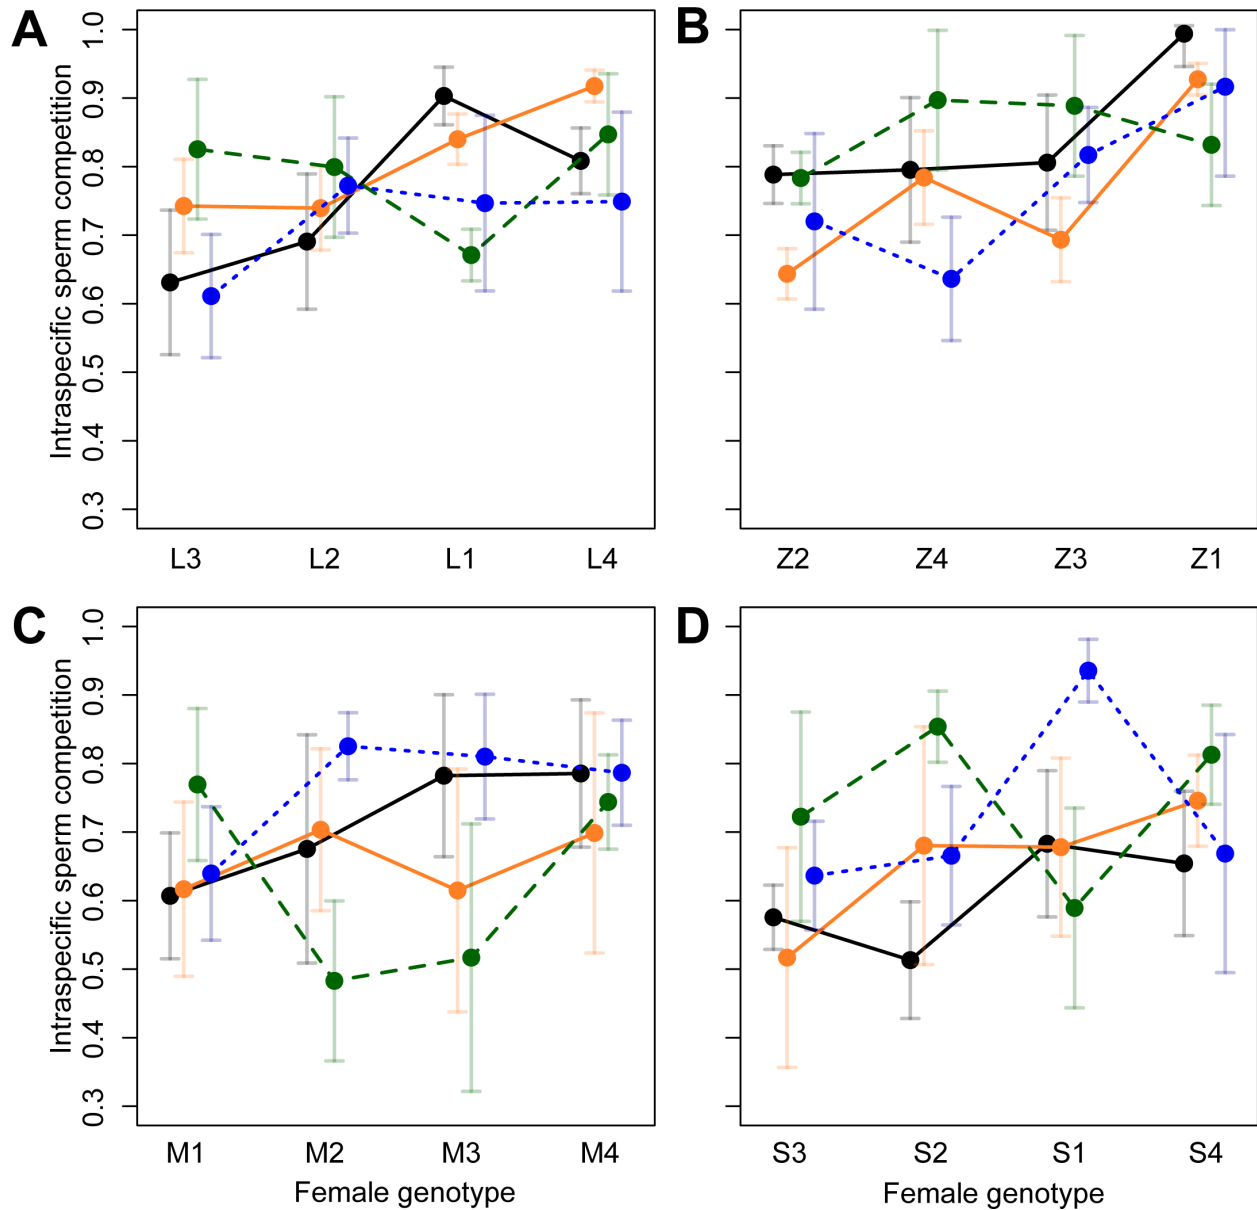 A
Intraspecific sperm competition
1.0
0.9
0.8
0.7
0.6
0.5
0.4
0.3
L3 L2 L1 L4
B
Z2 Z4 Z3 Z1
C
Intraspecific sperm competition
1.0
0.9
0.8
0.7
0.6
0.5
0.4
0.3
M1 M2 M3 M4
Female genotype
D
S3 S2 S1 S4
Female genotype